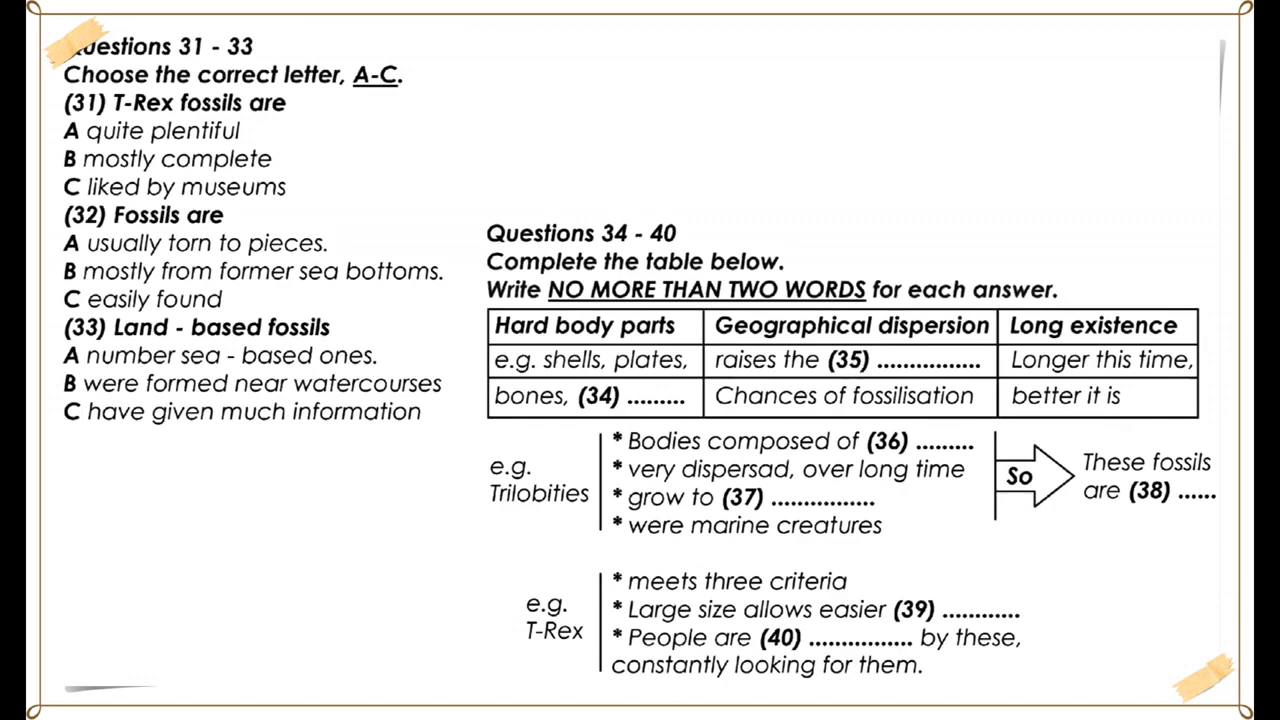 Questions 31 - 33
Choose the correct letter, A-C.
(31) T-Rex fossils are
A quite plentiful
B mostly complete
C liked by museums
(32) Fossils are
A usually torn to pieces.
B mostly from former sea bottoms.
C easily found
(33) Land - based fossils
A number sea - based ones.
B were formed near watercourses
C have given much information
Questions 34 - 40
Complete the table below.
Write NO MORE THAN TWO WORDS for each answer.
Hard body parts Geographical dispersion Long existence
e.g. shells, plates, raises the (35) ................ Longer this time,
bones, (34) ......... Chances of fossilisation better it is
e.g.
Trilobities
* Bodies composed of (36) .........
* very dispersad, over long time
* grow to (37) ................
* were marine creatures
So
These fossils
are (38) ......
e.g.
T-Rex
* meets three criteria
* Large size allows easier (39) ............
* People are (40) ................ by these,
constantly looking for them.